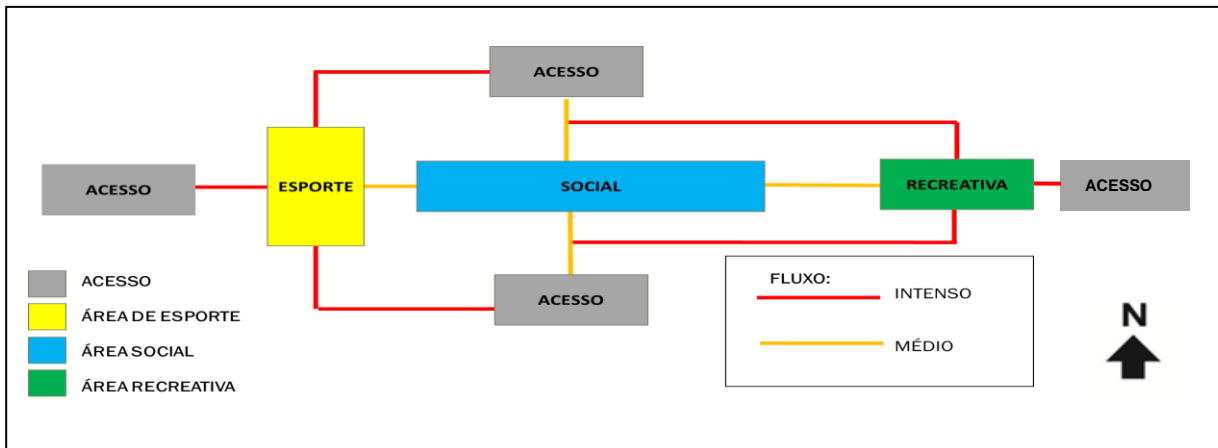 ACESSO
ACESSO
ESPORTE
SOCIAL
RECREATIVA
ACESSO
ACESSO
ACESSO
ÁREA DE ESPORTE
ÁREA SOCIAL
ÁREA RECREATIVA
FLUXO:
INTENSO
MÉDIO
N